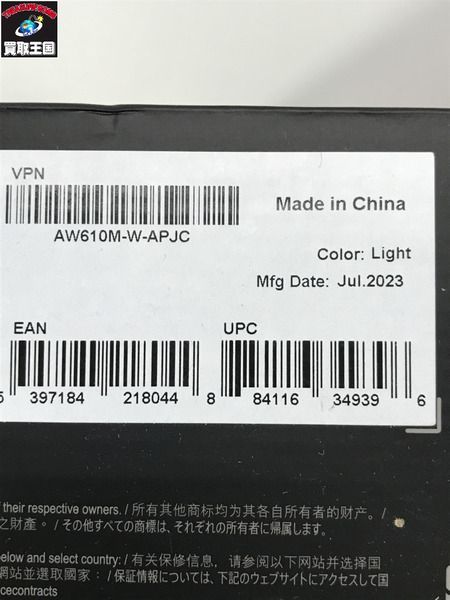 TREASURE KING
買取王国
VPN
AW610M-W-APJC
Made in China
Color: Light
Mfg Date: Jul.2023
EAN
5 397184 218044
UPC
8 84116 34939 6
their respective owners. / 所有其他商标均为其各自所有者的财产。/
之財產。/ その他すべての商標は、それぞれの所有者に帰属します。
elow and select country: / 有关保修信息，请参阅以下网站并选择国
網站並選取國家：/ 保証情報については、下記のウェブサイトにアクセスして国
cecontracts